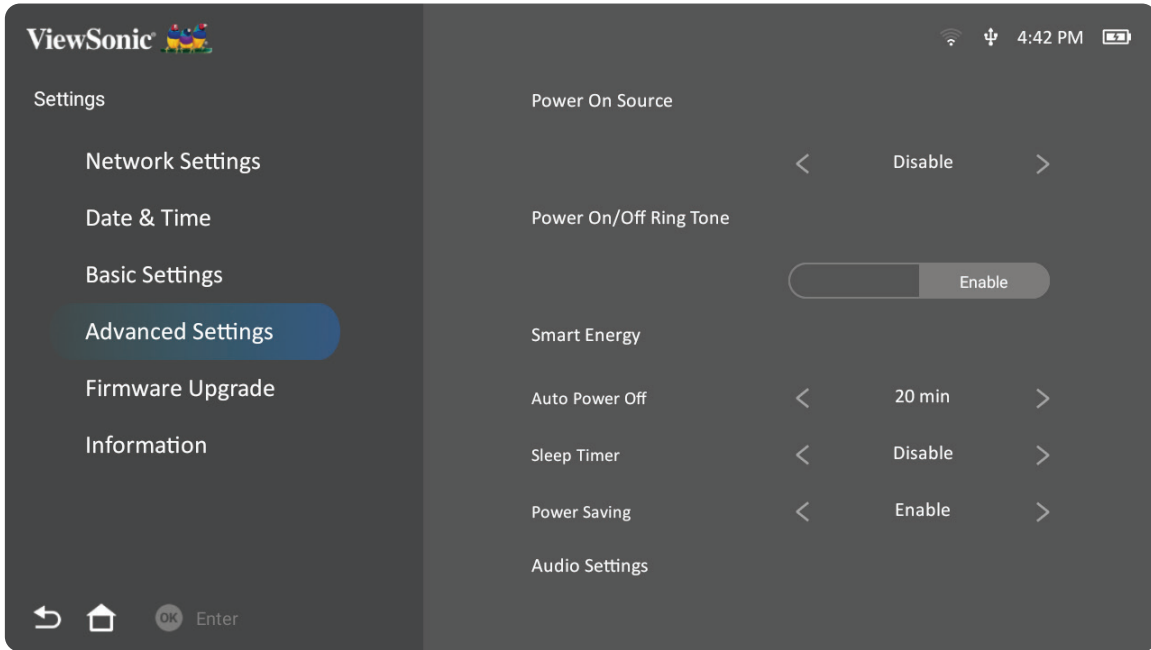 ViewSonic
4:42 PM
Settings
Network Settings
Date & Time
Basic Settings
Advanced Settings
Firmware Upgrade
Information
OK Enter
Power On Source
Disable
Power On/Off Ring Tone
Enable
Smart Energy
Auto Power Off 20 min
Sleep Timer Disable
Power Saving Enable
Audio Settings